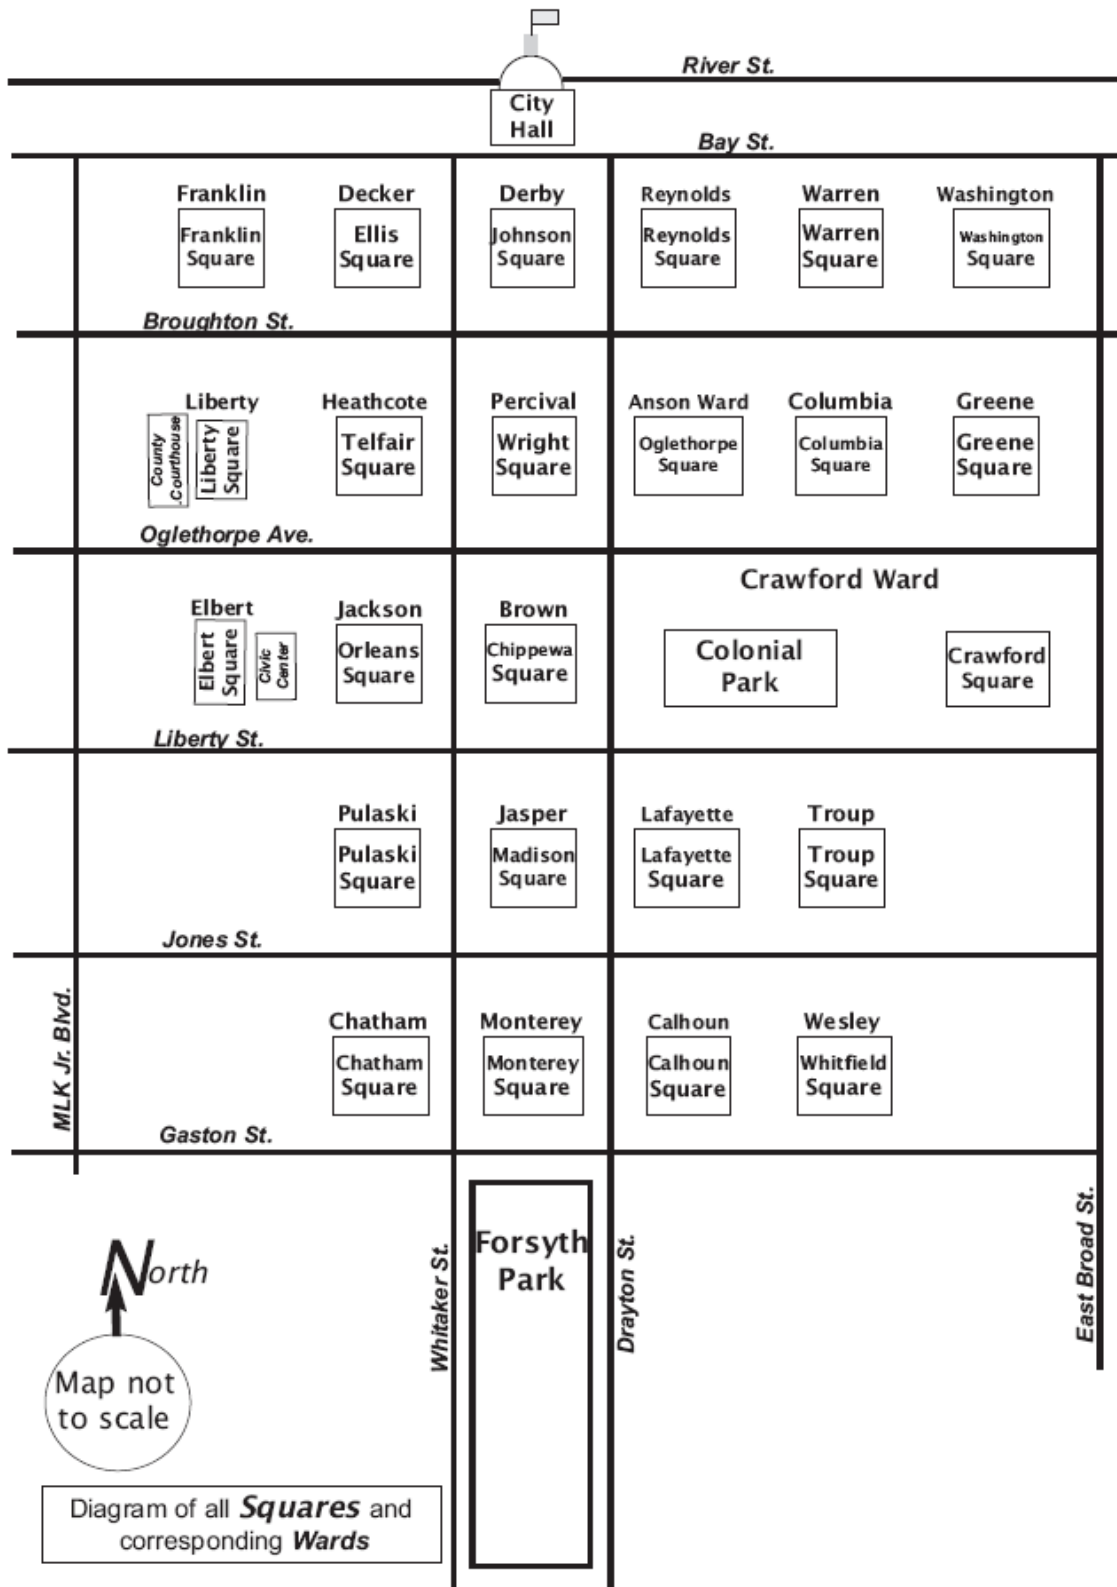 River St.
City
Hall
Bay St.
Franklin
Decker
Derby
Reynolds
Warren
Washington
Franklin
Square
Ellis
Square
Johnson
Square
Reynolds
Square
Warren
Square
Washington
Square
Broughton St.
Liberty
Heathcote
Percival
Anson Ward
Columbia
Greene
County
.Courthouse
Liberty
Square
Telfair
Square
Wright
Square
Oglethorpe
Square
Columbia
Square
Greene
Square
Oglethorpe Ave.
Crawford Ward
Elbert
Jackson
Brown
Elbert
Square
Civic
Center
Orleans
Square
Chippewa
Square
Colonial
Park
Crawford
Square
Liberty St.
Pulaski
Jasper
Lafayette
Troup
Pulaski
Square
Madison
Square
Lafayette
Square
Troup
Square
Jones St.
MLK Jr. Blvd.
Chatham
Monterey
Calhoun
Wesley
Chatham
Square
Monterey
Square
Calhoun
Square
Whitfield
Square
Gaston St.
Forsyth
Park
Whitaker St.
Drayton St.
East Broad St.
North
Map not
to scale
Diagram of all Squares and
corresponding Wards